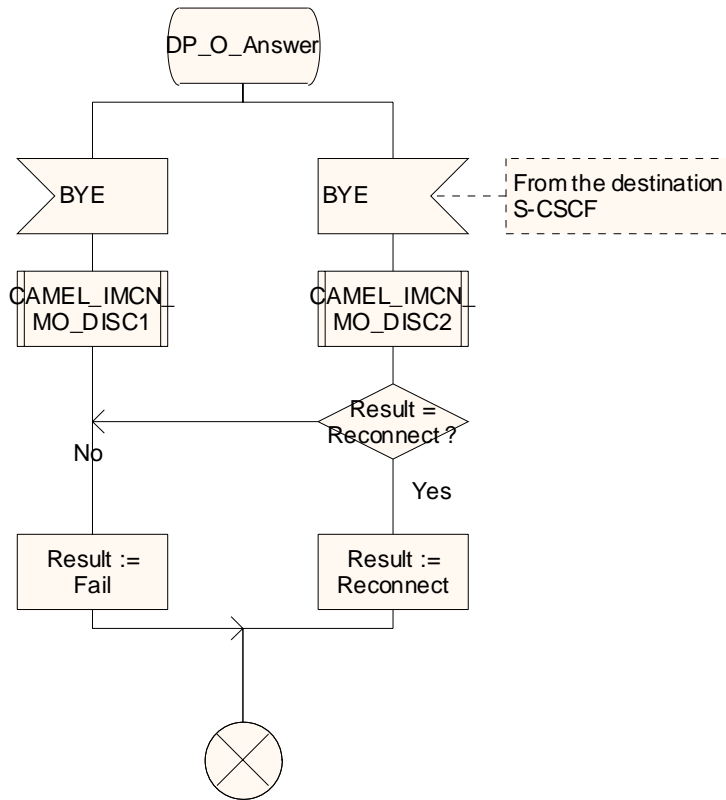 DP_O_Answer
BYE
BYE
From the destination
S-CSCF
CAMEL_IMCN_
MO_DISC1
CAMEL_IMCN_
MO_DISC2
Result =
Reconnect ?
No
Yes
Result :=
Fail
Result :=
Reconnect